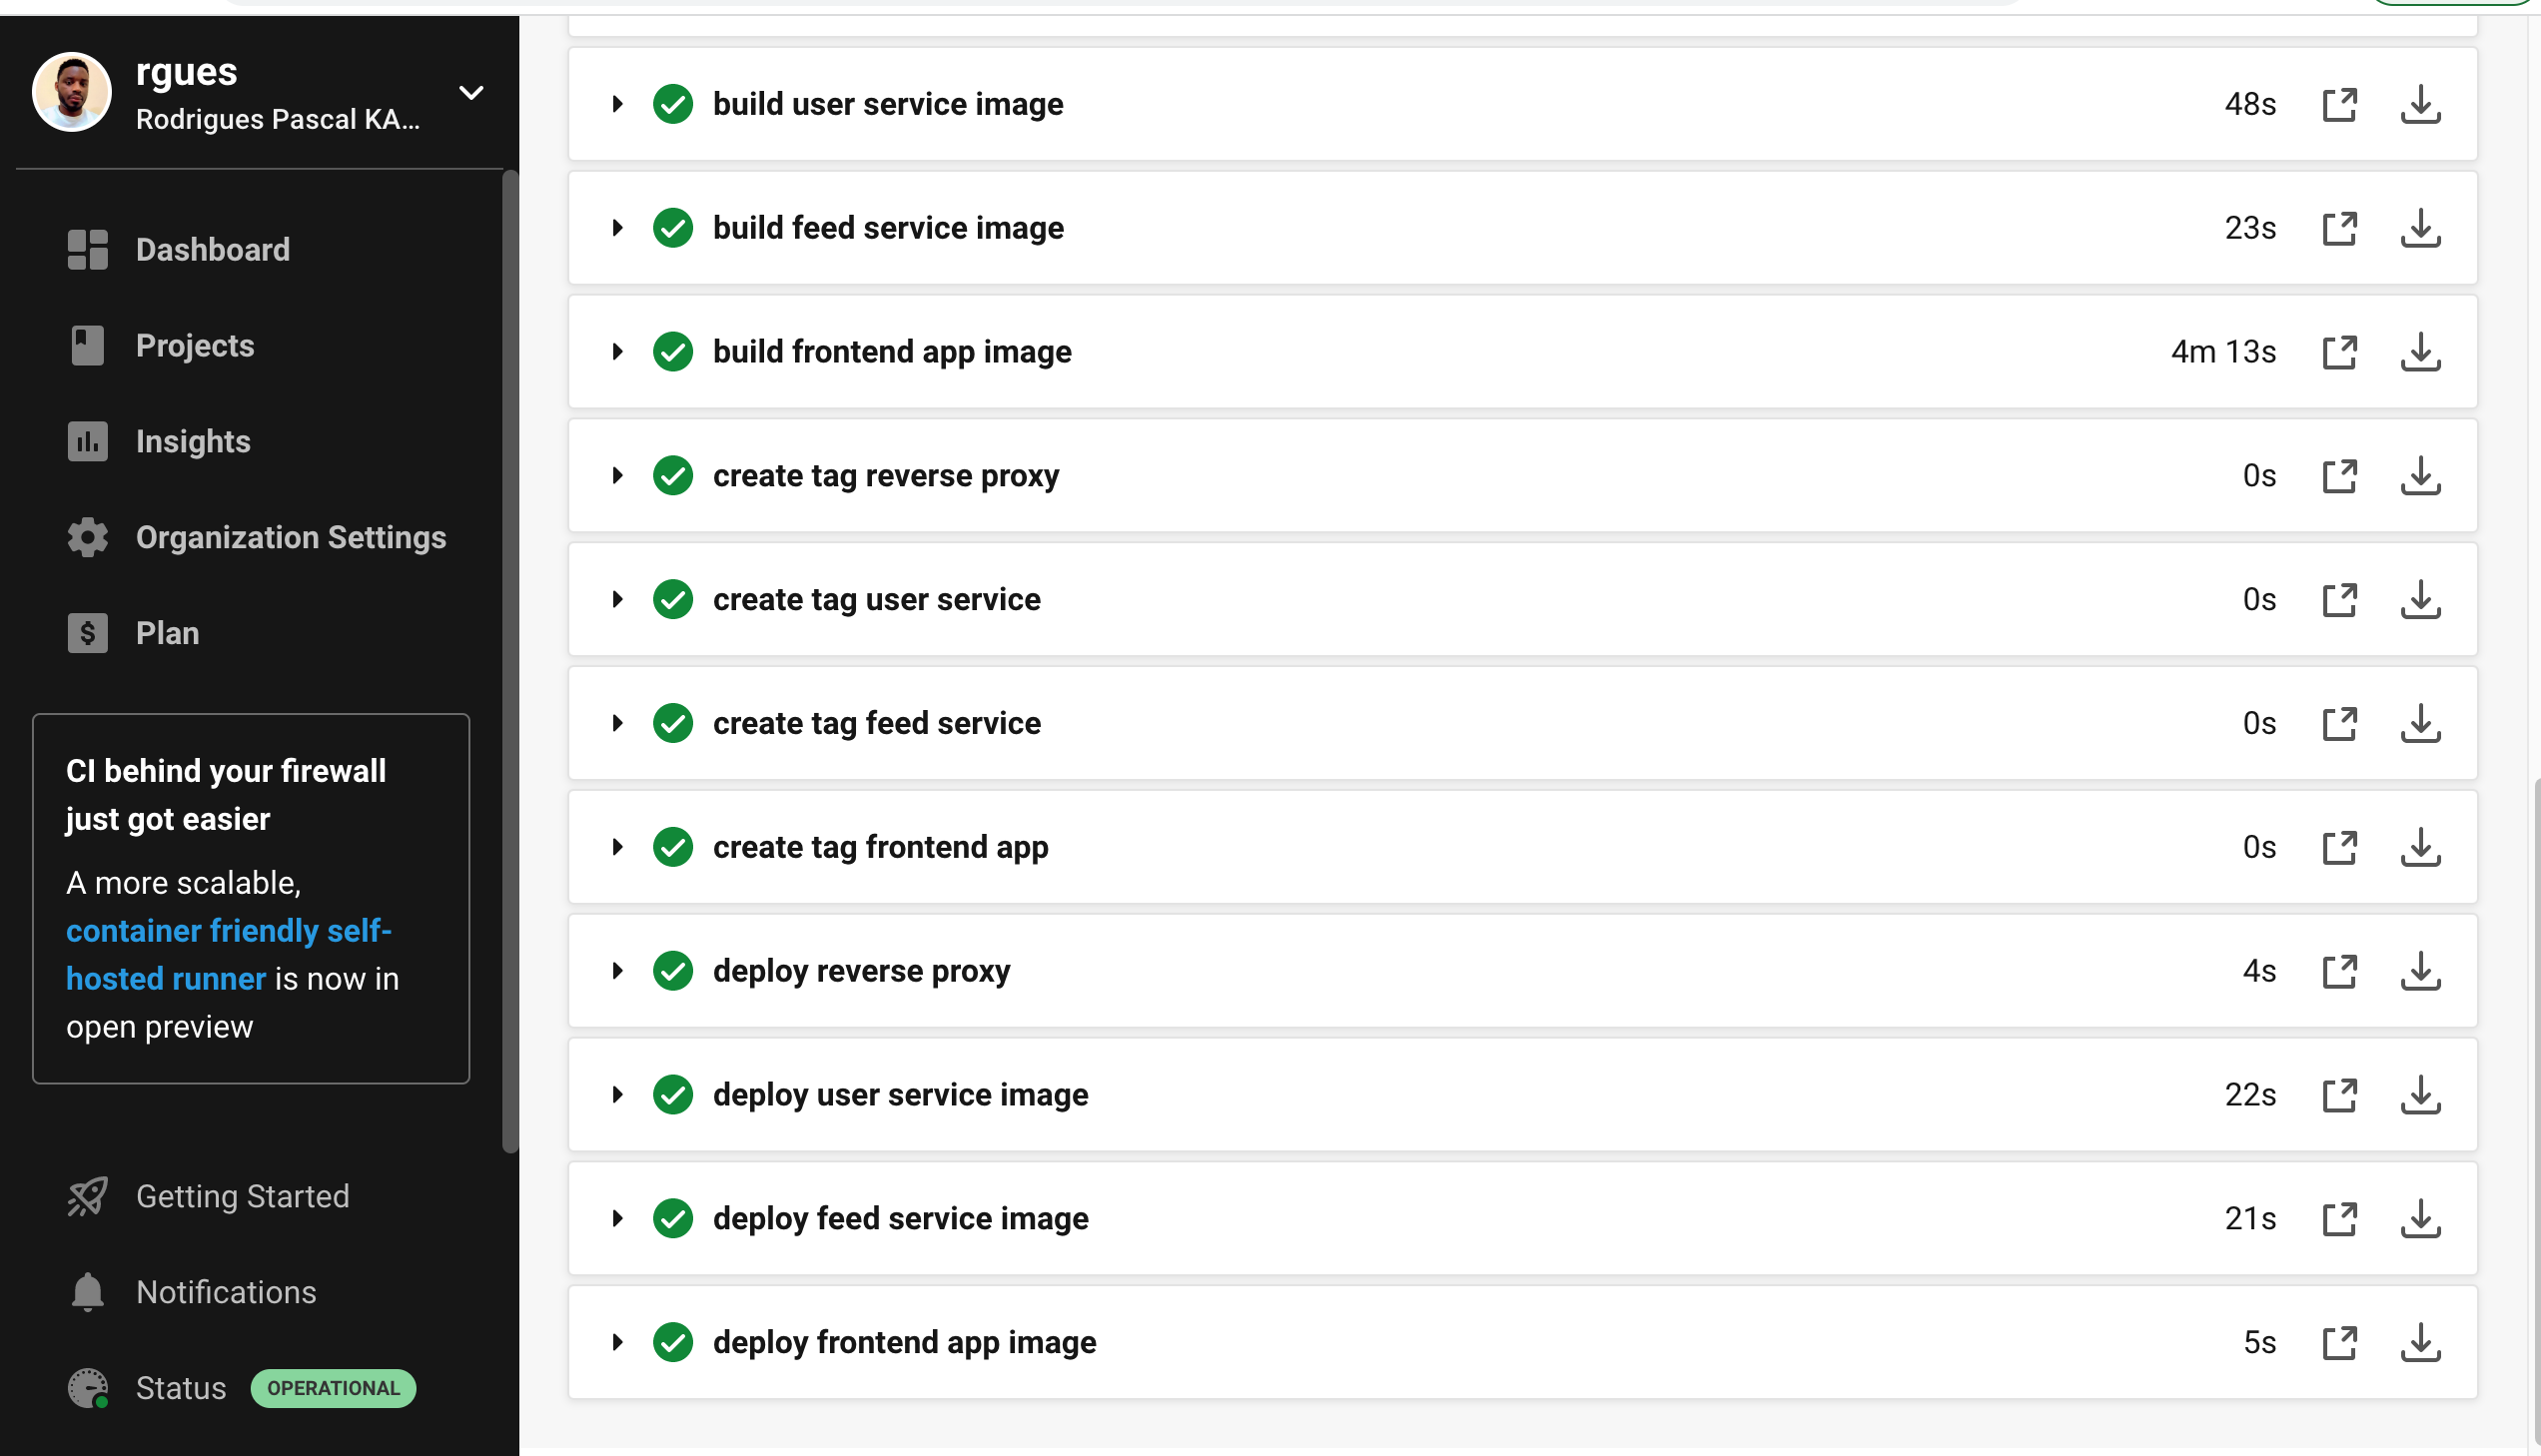 rgues
Rodrigues Pascal KA...
Dashboard
Projects
Insights
Organization Settings
Plan
CI behind your firewall
just got easier
A more scalable,
container friendly self-
hosted runner is now in
open preview
Getting Started
Notifications
Status OPERATIONAL
build user service image 48s
build feed service image 23s
build frontend app image 4m 13s
create tag reverse proxy 0s
create tag user service 0s
create tag feed service 0s
create tag frontend app 0s
deploy reverse proxy 4s
deploy user service image 22s
deploy feed service image 21s
deploy frontend app image 5s